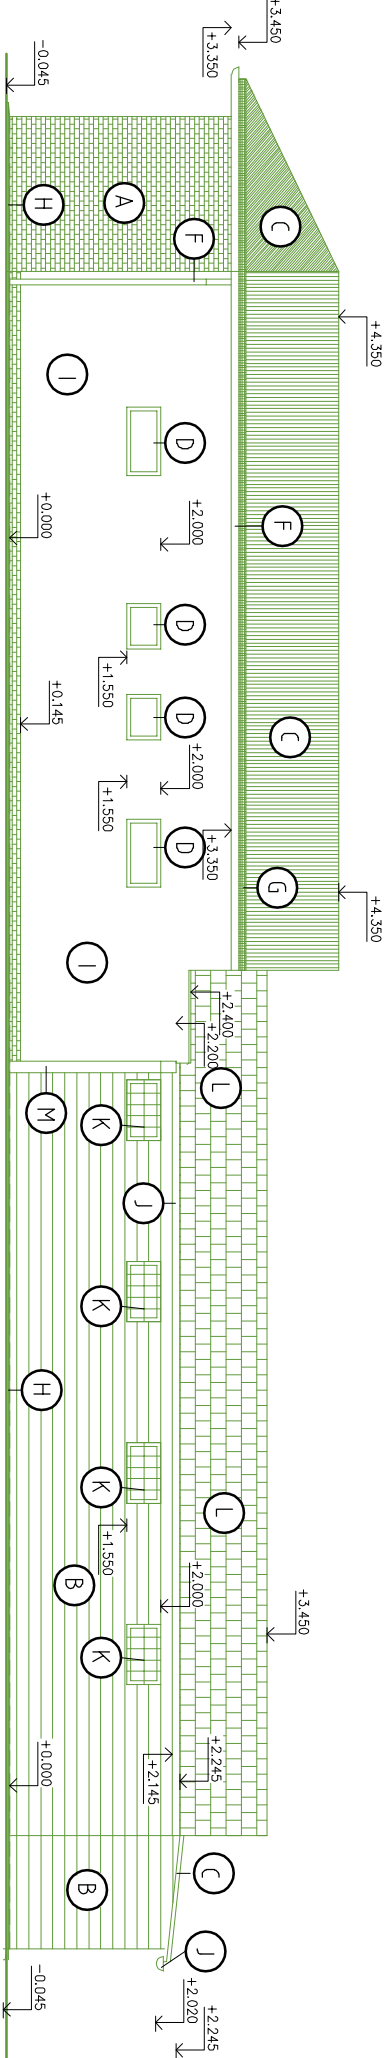 +3.450
+3.350
-0.045
H
A
F
C
+4.350
I
D
+2.000
F
+0.000
D
+1.550
D
+0.145
C
+2.000
+1.550
D
+3.350
G
+4.350
I
+2.400
+2.200
L
M
K
J
K
H
K
L
+1.550
B
+2.000
K
+3.450
+0.000
+2.145
+2.245
B
C
J
-0.045
+2.020
+2.245